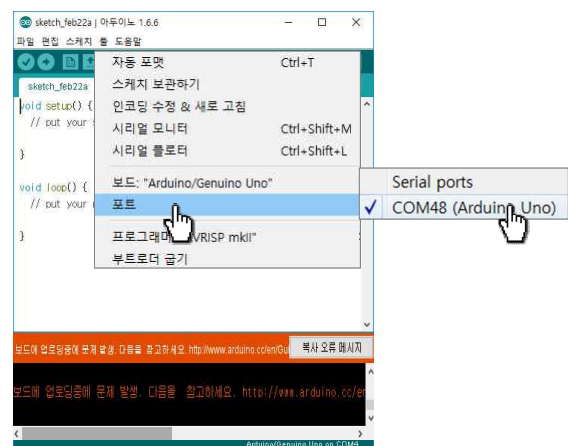 sketch_feb22a | 아두이노 1.6.6
파일 편집 스케치 툴 도움말
자동 포맷 Ctrl+T
스케치 보관하기
인코딩 수정 & 새로 고침
시리얼 모니터 Ctrl+Shift+M
시리얼 플로터 Ctrl+Shift+L
보드: "Arduino/Genuino Uno"
포트
Serial ports
✓ COM48 (Arduino Uno)
VRISP mkII"
부트로더 굽기
sketch_feb22a
void setup() {
// put your
}
void loop() {
// put your
}
보드에 업로딩중에 문제 발생. 다음을 참고하세요. http://www.arduino.cc/en/Gui
복사 오류 메시지
보드에 업로딩중에 문제 발생. 다음을 참고하세요. http://www.arduino.cc/er
Arduino/Genuino Uno on COM4